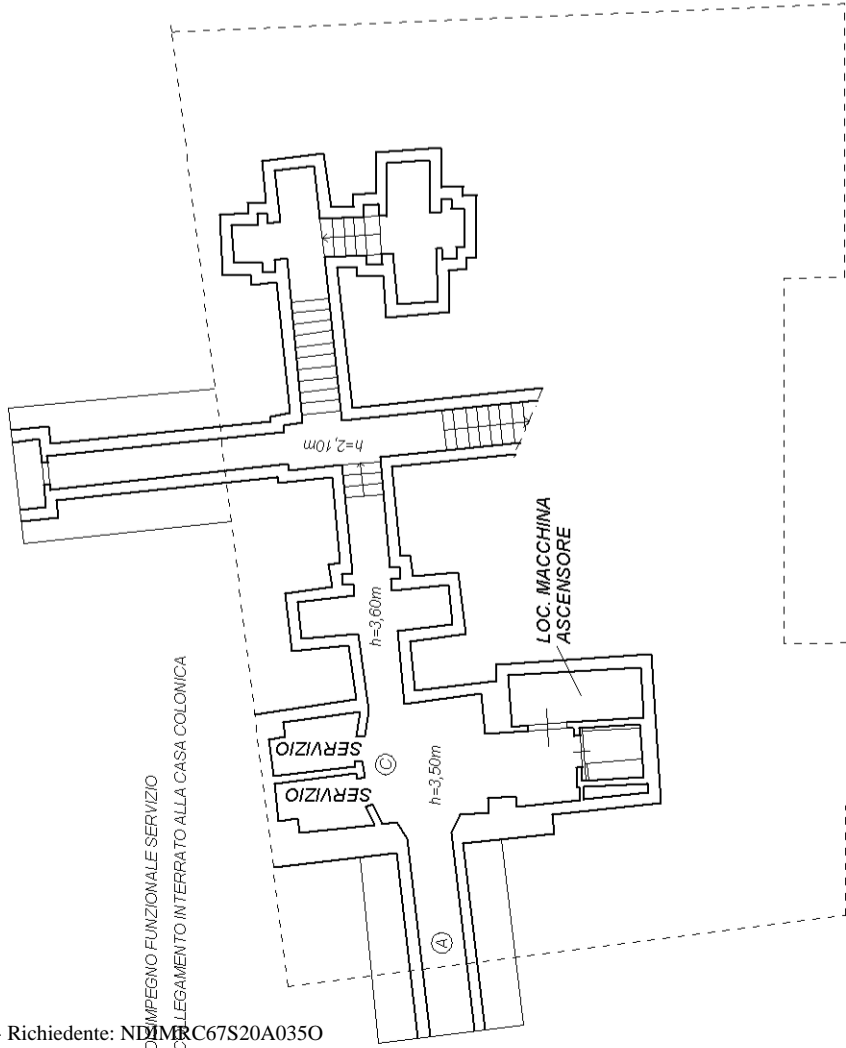 h=2,10m
LOC. MACCHINA
ASCENSORE
h=3,60m
SERVIZIO
SERVIZIO
C
h=3,50m
A
DISIMPEGNO FUNZIONALE SERVIZIO
COLLEGAMENTO INTERRATO ALLA CASA COLONICA
- Richiedente: NDIMRC67S20A035O